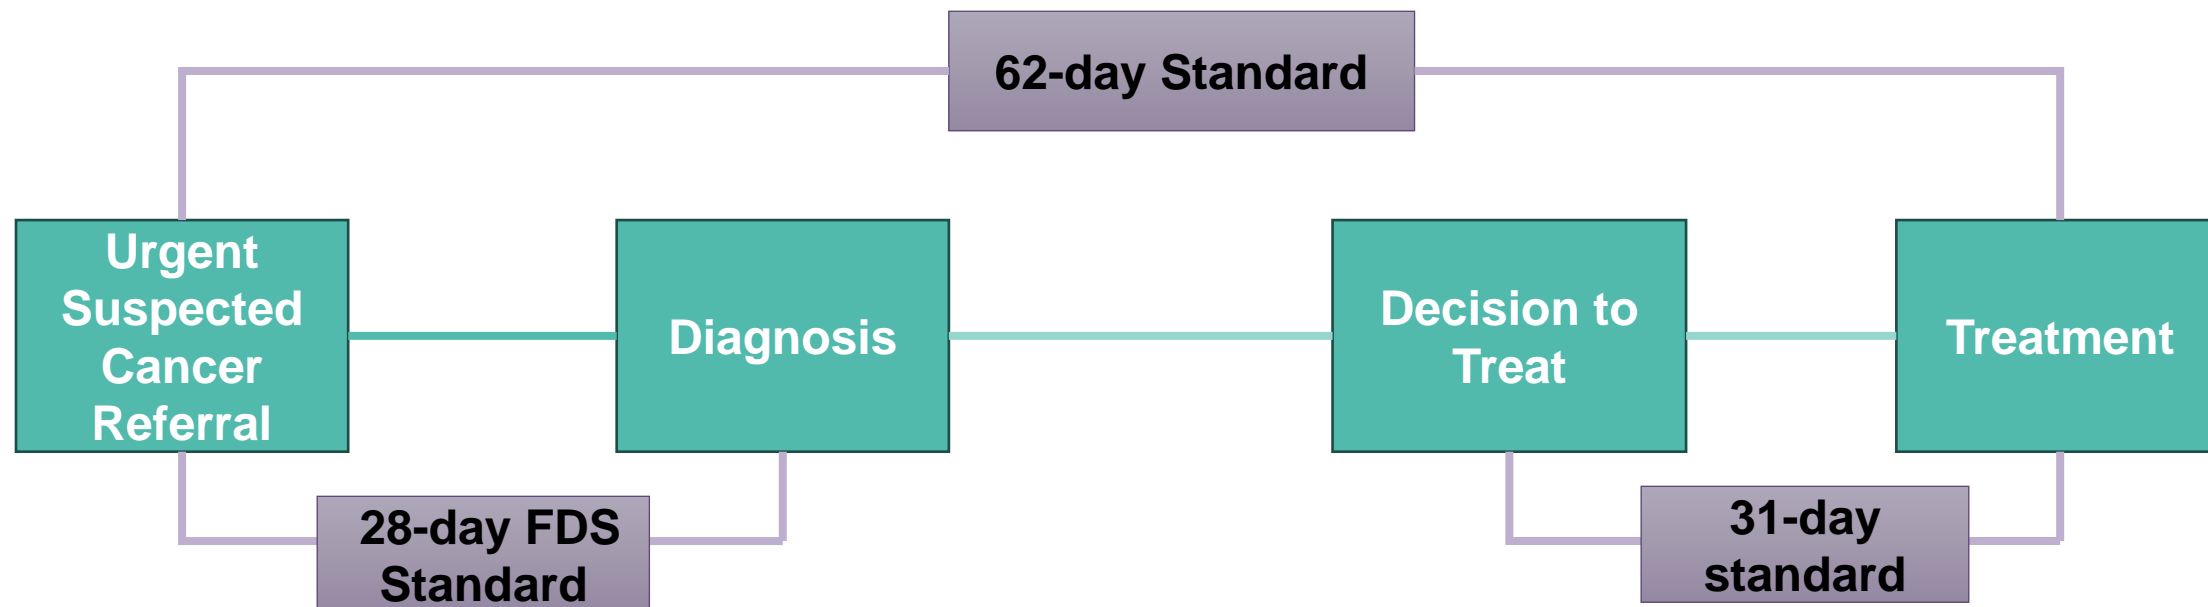 62-day Standard
Urgent
Suspected
Cancer
Referral
Diagnosis
Decision to
Treat
Treatment
28-day FDS
Standard
31-day
standard